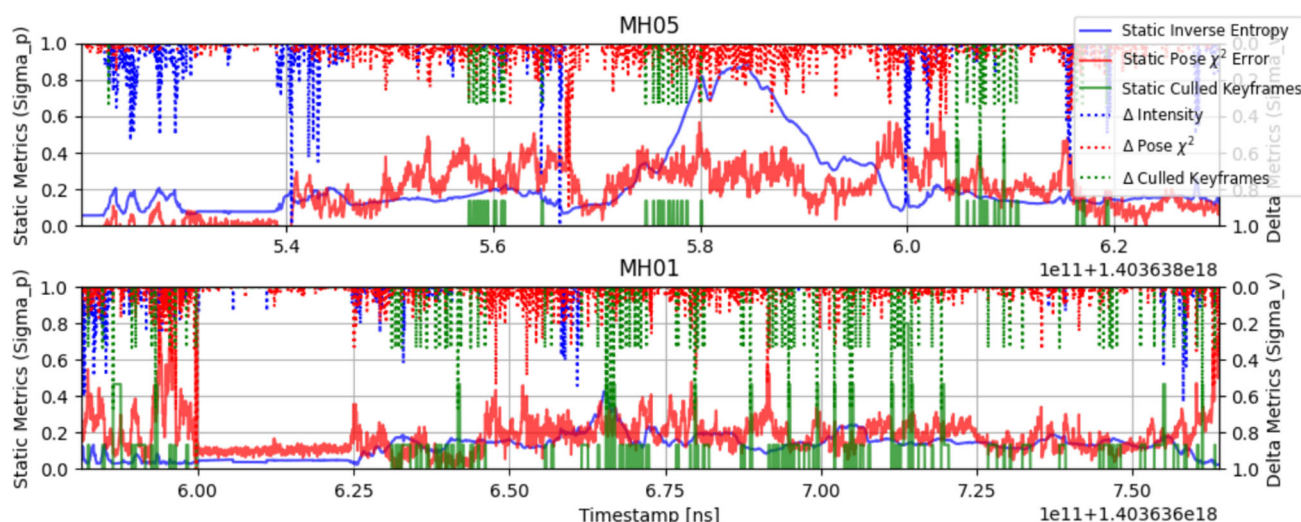 MH05
Static Metrics (Sigma_p)
1.0
0.8
0.6
0.4
0.2
0.0
5.4
5.6
5.8
6.0
6.2
1e11+1.403638e18
0.0
0.2
0.4
0.6
0.8
1.0
Delta Metrics (Sigma_v)
Static Inverse Entropy
Static Pose χ² Error
Static Culled Keyframes
Δ Intensity
Δ Pose χ²
Δ Culled Keyframes
MH01
Static Metrics (Sigma_p)
1.0
0.8
0.6
0.4
0.2
0.0
6.00
6.25
6.50
6.75
7.00
7.25
7.50
Timestamp [ns]
1e11+1.403636e18
0.0
0.2
0.4
0.6
0.8
1.0
Delta Metrics (Sigma_v)